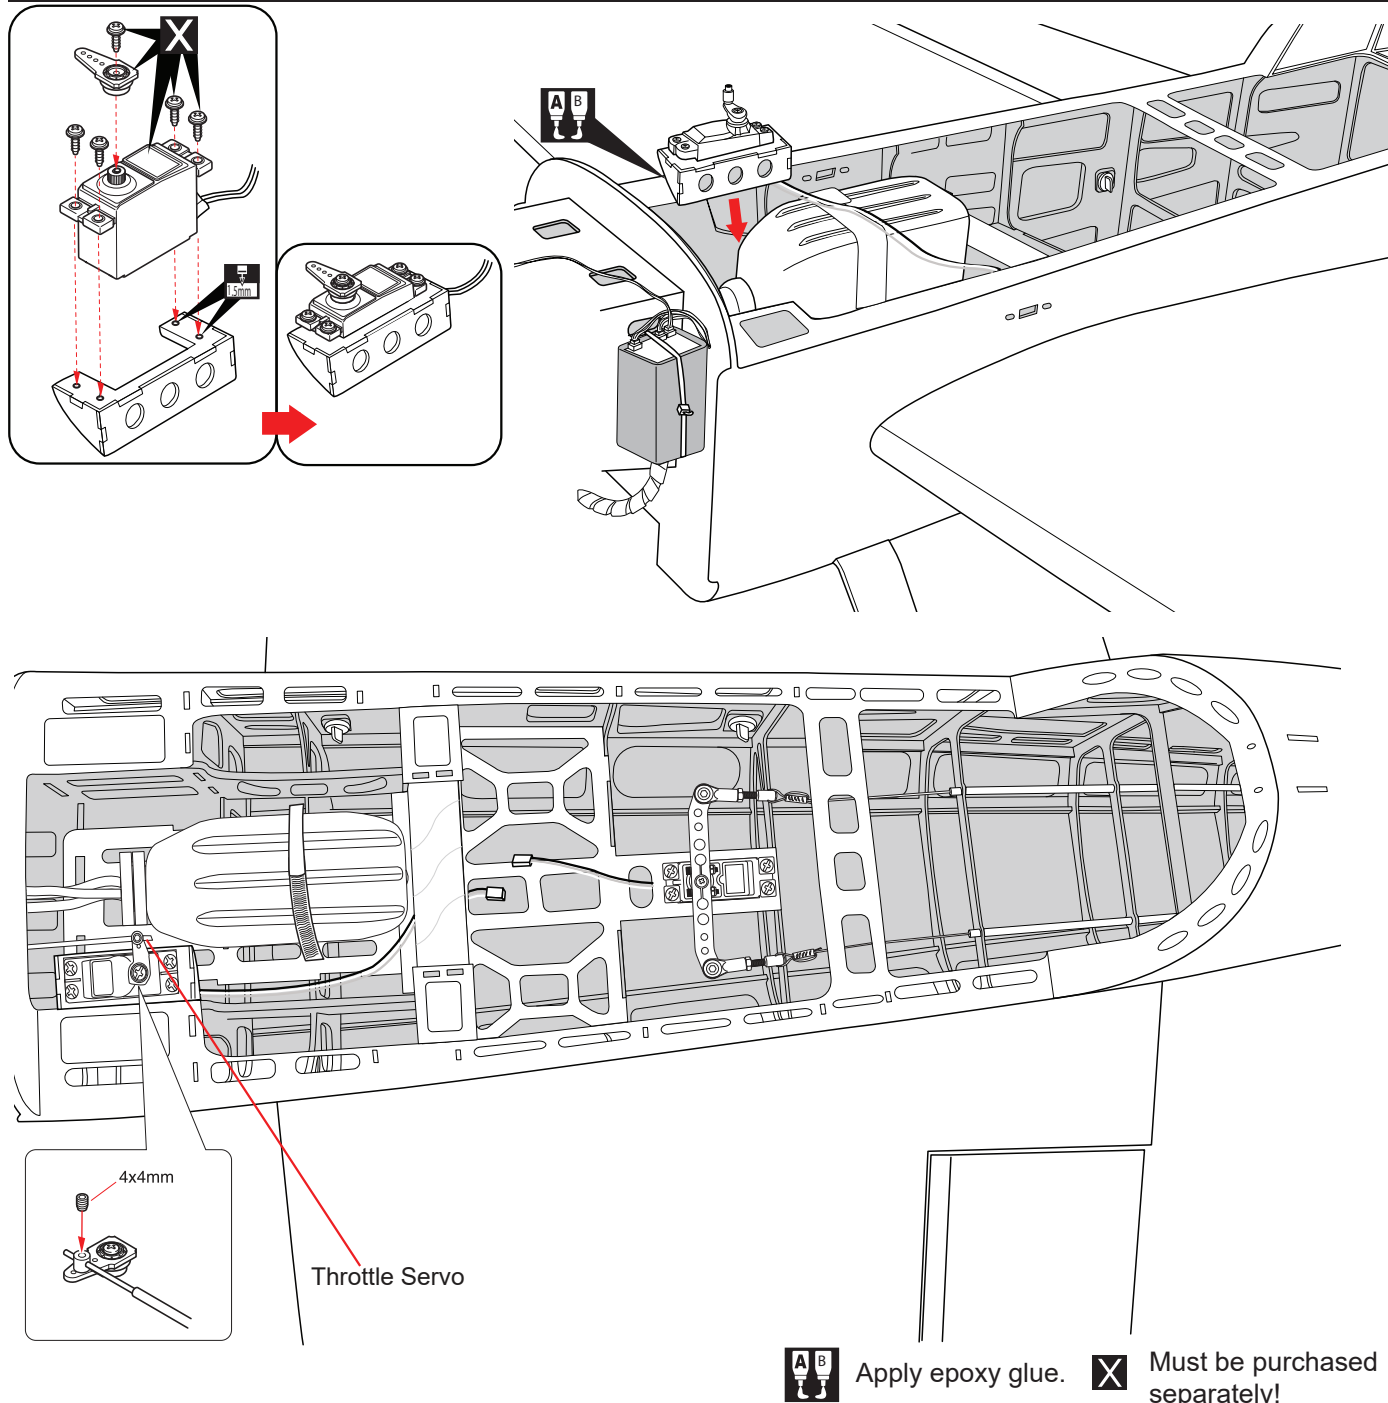 X
1.5mm
A B
4x4mm
Throttle Servo
A B Apply epoxy glue. X Must be purchased
separately!